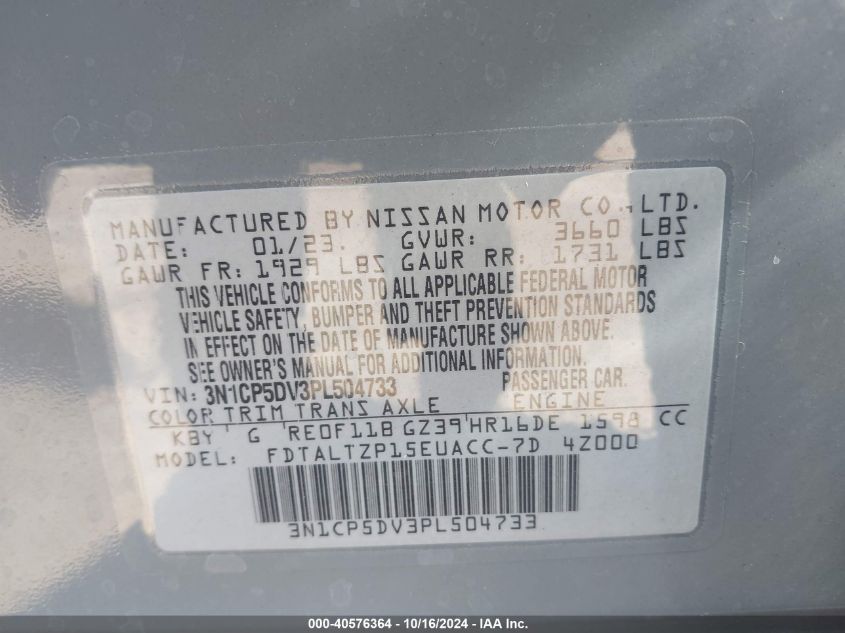 MANUFACTURED BY NISSAN MOTOR CO., LTD.
DATE: 01/23. GVWR: 3660 LBS
GAWR FR: 1929 LBS GAWR RR: 1731 LBS
THIS VEHICLE CONFORMS TO ALL APPLICABLE FEDERAL MOTOR
VEHICLE SAFETY, BUMPER AND THEFT PREVENTION STANDARDS
IN EFFECT ON THE DATE OF MANUFACTURE SHOWN ABOVE.
SEE OWNER'S MANUAL FOR ADDITIONAL INFORMATION.
VIN: 3N1CP5DV3PL504733 PASSENGER CAR.
COLOR TRIM TRANS AXLE ENGINE
KBY G RE0F11B GZ39 HR16DE 1598 CC
MODEL: FDTALTZP15EUACC-7D 4Z000
3N1CP5DV3PL504733
000-40576364 - 10/16/2024 - IAA Inc.